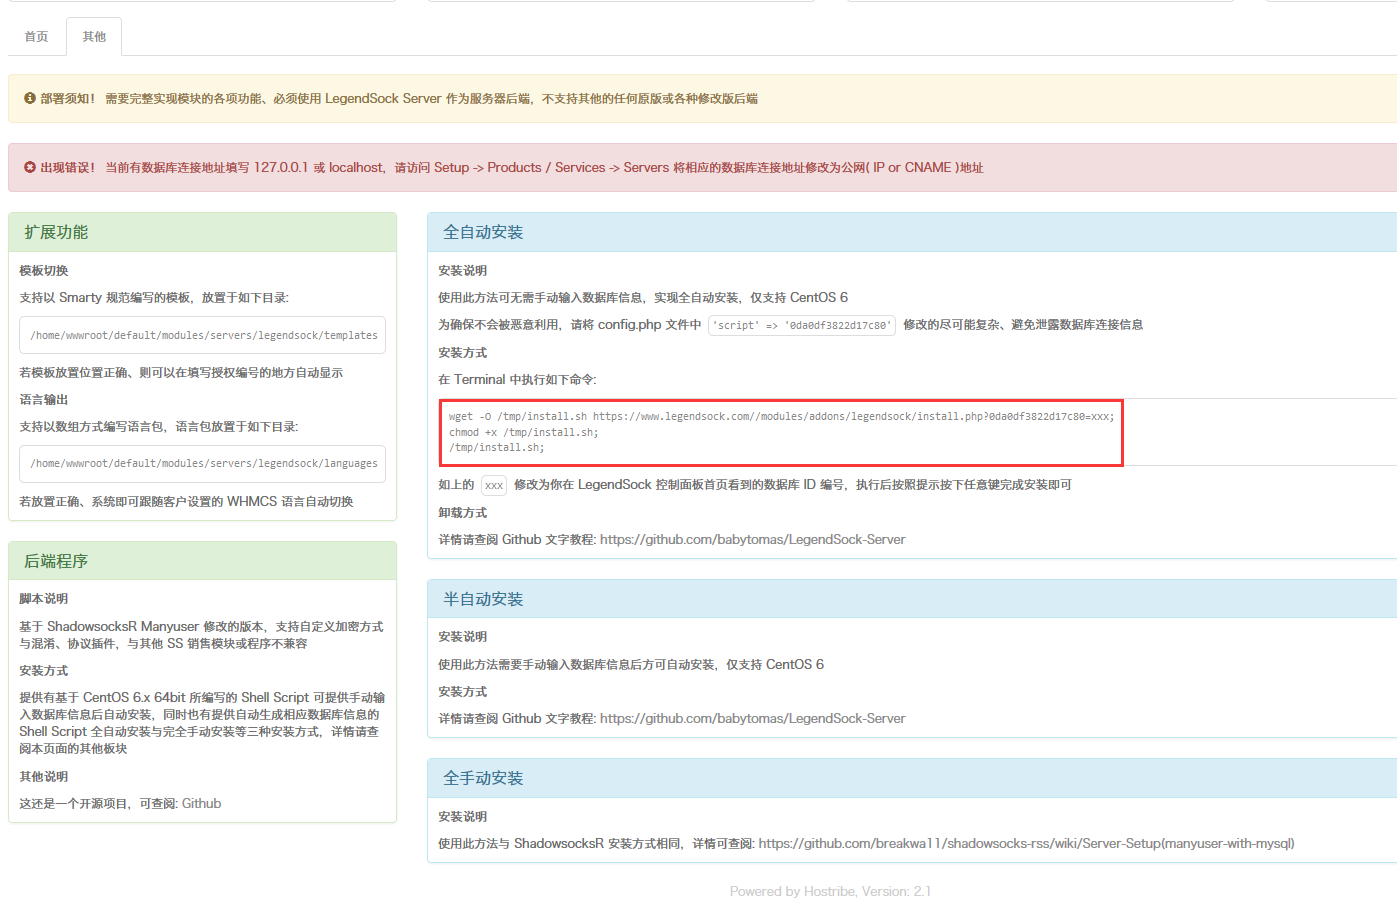 首页
其他
部署须知！ 需要完整实现模块的各项功能、必须使用 LegendSock Server 作为服务器后端，不支持其他的任何原版或各种修改版后端
出现错误！ 当前有数据库连接地址填写 127.0.0.1 或 localhost，请访问 Setup -> Products / Services -> Servers 将相应的数据库连接地址修改为公网( IP or CNAME )地址
扩展功能
模板切换
支持以 Smarty 规范编写的模板，放置于如下目录:
/home/wwwroot/default/modules/servers/legendsock/templates
若模板放置位置正确、则可以在填写授权编号的地方自动显示
语言输出
支持以数组方式编写语言包，语言包放置于如下目录:
/home/wwwroot/default/modules/servers/legendsock/languages
若放置正确、系统即可跟随客户设置的 WHMCS 语言自动切换
后端程序
脚本说明
基于 ShadowsocksR Manyuser 修改的版本，支持自定义加密方式
与混淆、协议插件，与其他 SS 销售模块或程序不兼容
安装方式
提供有基于 CentOS 6.x 64bit 所编写的 Shell Script 可提供手动输
入数据库信息后自动安装，同时也有提供自动生成相应数据库信息的
Shell Script 全自动安装与完全手动安装等三种安装方式，详情请查
阅本页面的其他板块
其他说明
这还是一个开源项目，可查阅: Github
全自动安装
安装说明
使用此方法可无需手动输入数据库信息，实现全自动安装，仅支持 CentOS 6
为确保不会被恶意利用，请将 config.php 文件中 'script' => '0da0df3822d17c80' 修改的尽可能复杂、避免泄露数据库连接信息
安装方式
在 Terminal 中执行如下命令:
wget -O /tmp/install.sh https://www.legendsock.com//modules/addons/legendsock/install.php?0da0df3822d17c80=xxx;
chmod +x /tmp/install.sh;
/tmp/install.sh;
如上的 xxx 修改为你在 LegendSock 控制面板首页看到的数据库 ID 编号，执行后按照提示按下任意键完成安装即可
卸载方式
详情请查阅 Github 文字教程: https://github.com/babytomas/LegendSock-Server
半自动安装
安装说明
使用此方法需要手动输入数据库信息后方可自动安装，仅支持 CentOS 6
安装方式
详情请查阅 Github 文字教程: https://github.com/babytomas/LegendSock-Server
全手动安装
安装说明
使用此方法与 ShadowsocksR 安装方式相同，详情可查阅: https://github.com/breakwa11/shadowsocks-rss/wiki/Server-Setup(manyuser-with-mysql)
Powered by Hostribe, Version: 2.1